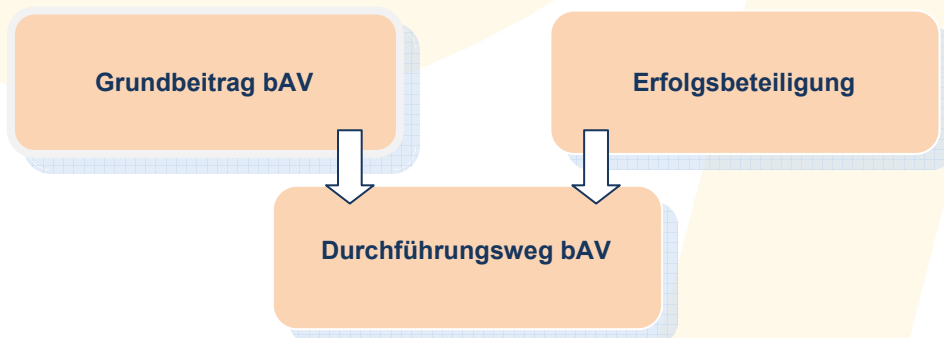 Grundbeitrag bAV
Erfolgsbeteiligung
Durchführungsweg bAV